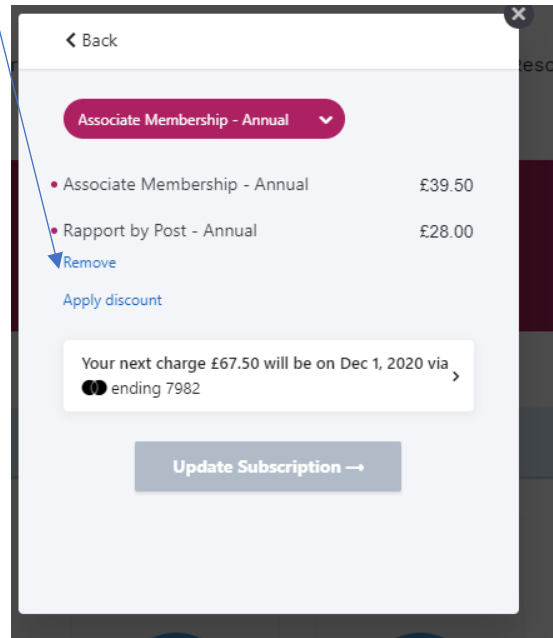 Back
Associate Membership - Annual
Associate Membership - Annual £39.50
Rapport by Post - Annual £28.00
Remove
Apply discount
Your next charge £67.50 will be on Dec 1, 2020 via
ending 7982
Update Subscription →